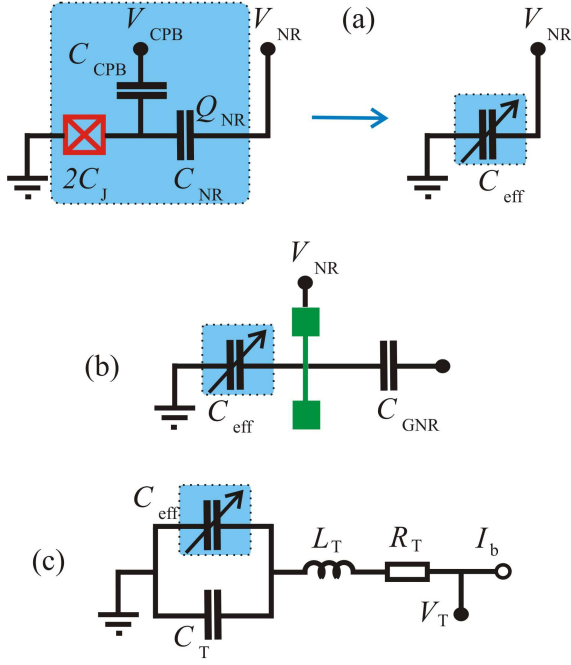 V CPB V NR (a) V NR
C CPB
Q NR
2C J C NR C eff
V NR
(b)
C eff C GNR
C eff
(c) L T R T I b
C T V T